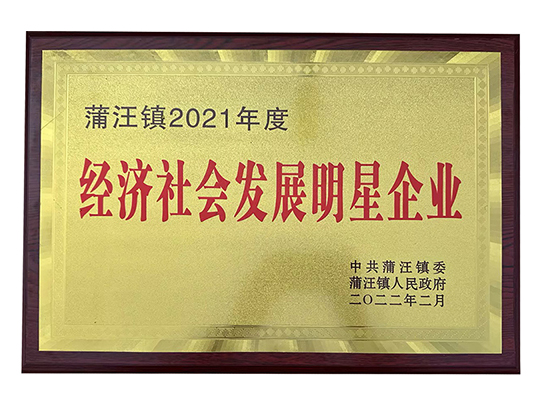 蒲汪镇2021年度
经济社会发展明星企业
中共蒲汪镇委
蒲汪镇人民政府
二〇二二年二月